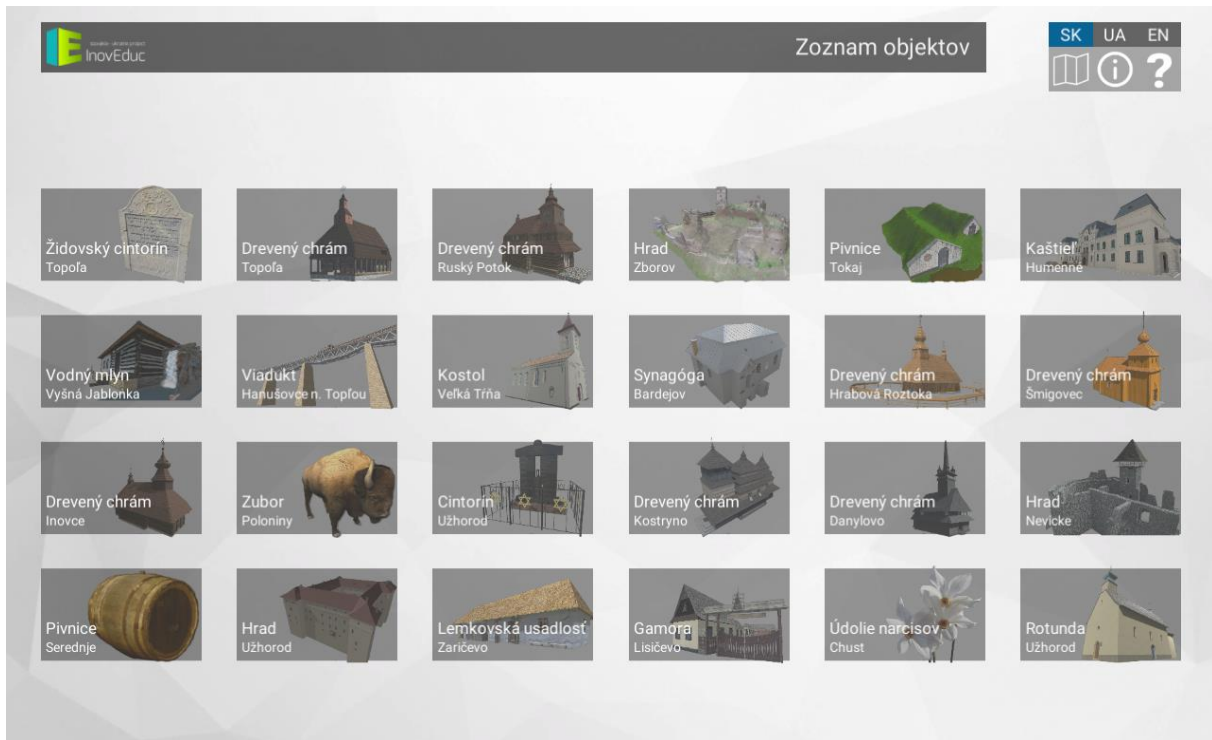 InovEduc
Zoznam objektov
SK UA EN
Židovský cintorín
Topoľa
Drevený chrám
Topoľa
Drevený chrám
Ruský Potok
Hrad
Zborov
Pivnice
Tokaj
Kaštieľ
Humenné
Vodný mlyn
Vyšná Jablonka
Viadukt
Hanušovce n. Topľou
Kostol
Veľká Tŕňa
Synagóga
Bardejov
Drevený chrám
Hrabová Roztoka
Drevený chrám
Šmigovec
Drevený chrám
Inovce
Zubor
Poloniny
Cintorín
Užhorod
Drevený chrám
Kostryno
Drevený chrám
Danylovo
Hrad
Nevicke
Pivnice
Serednje
Hrad
Užhorod
Lemkovská usadlosť
Zaričevo
Gamora
Lisičevo
Údolie narcisov
Chust
Rotunda
Užhorod